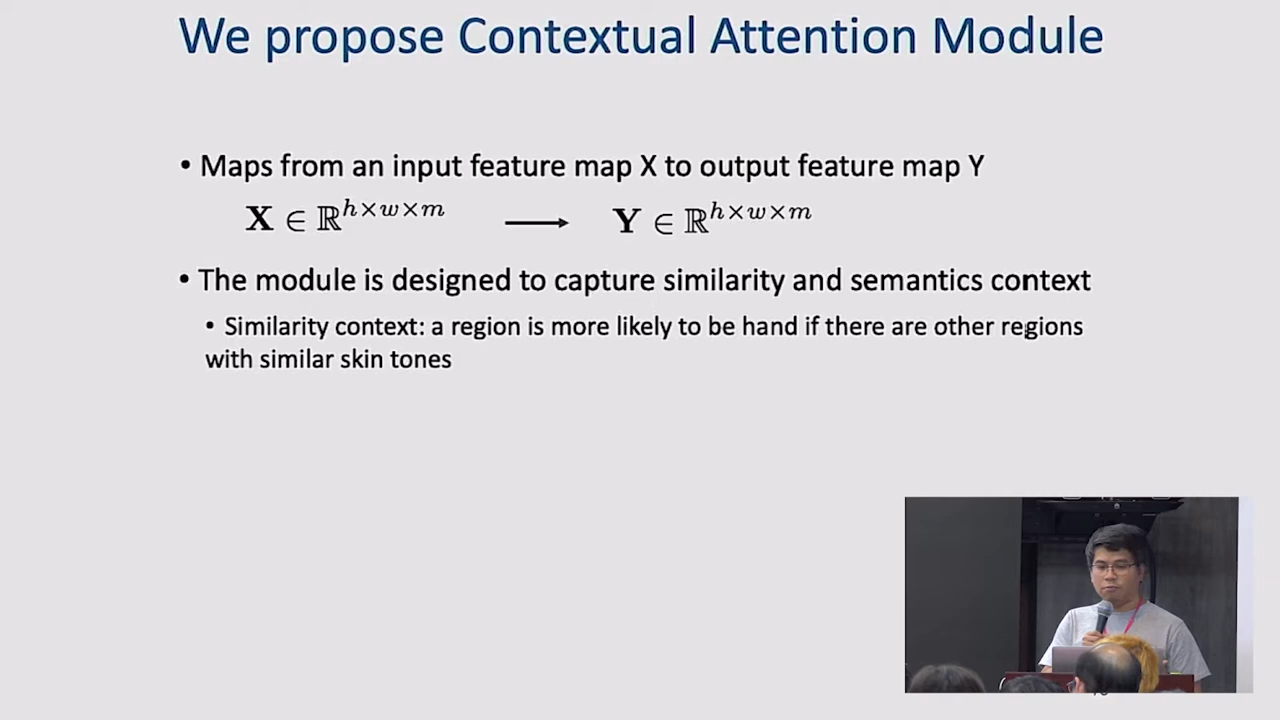 We propose Contextual Attention Module
• Maps from an input feature map X to output feature map Y
X ∈ ℝ^{h×w×m} ⟶ Y ∈ ℝ^{h×w×m}
• The module is designed to capture similarity and semantics context
• Similarity context: a region is more likely to be hand if there are other regions
with similar skin tones